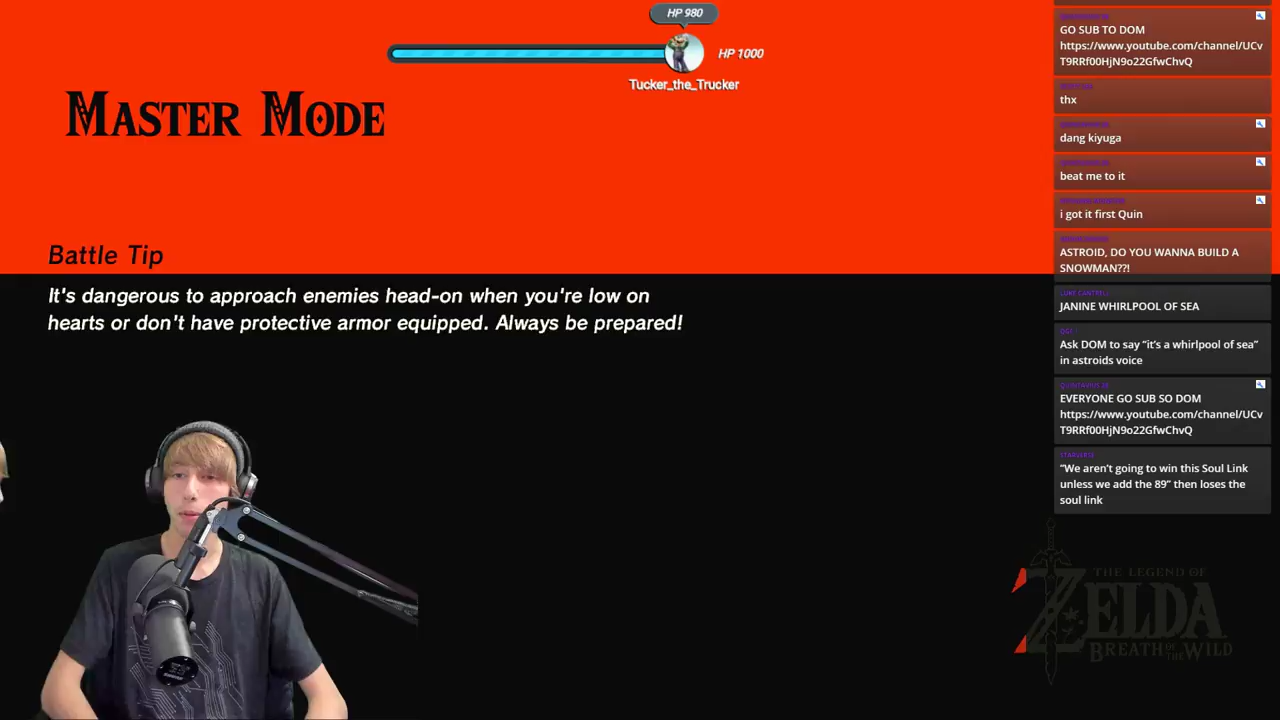 HP 980
HP 1000
Tucker_the_Trucker
MASTER MODE
Battle Tip
It's dangerous to approach enemies head-on when you're low on
hearts or don't have protective armor equipped. Always be prepared!
GO SUB TO DOM
https://www.youtube.com/channel/UCv
T9RRf00HjN9o22GfwChvQ
thx
dang kiyuga
beat me to it
i got it first Quin
ASTROID, DO YOU WANNA BUILD A
SNOWMAN??!
LUKE CANTRELL
JANINE WHIRLPOOL OF SEA
Ask DOM to say “it’s a whirlpool of sea”
in astroids voice
EVERYONE GO SUB SO DOM
https://www.youtube.com/channel/UCv
T9RRf00HjN9o22GfwChvQ
“We aren’t going to win this Soul Link
unless we add the 89” then loses the
soul link
THE LEGEND OF
ZELDA
BREATH OF THE WILD